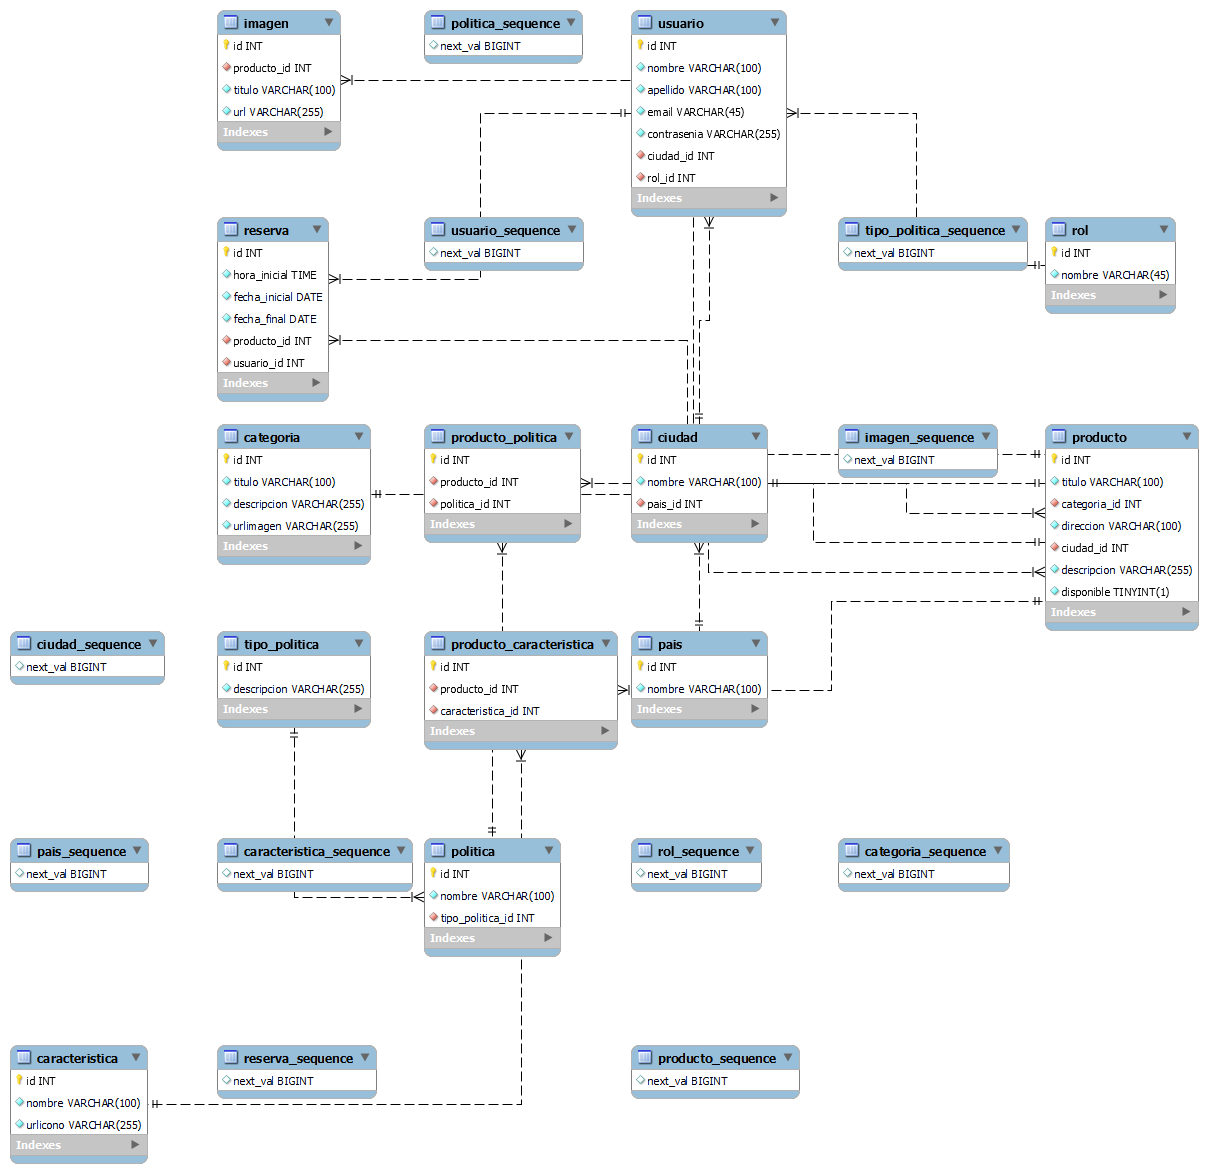 imagen
id INT
producto_id INT
titulo VARCHAR(100)
url VARCHAR(255)
Indexes
politica_sequence
next_val BIGINT
usuario
id INT
nombre VARCHAR(100)
apellido VARCHAR(100)
email VARCHAR(45)
contrasenia VARCHAR(255)
ciudad_id INT
rol_id INT
Indexes
reserva
id INT
hora_inicial TIME
fecha_inicial DATE
fecha_final DATE
producto_id INT
usuario_id INT
Indexes
usuario_sequence
next_val BIGINT
tipo_politica_sequence
next_val BIGINT
rol
id INT
nombre VARCHAR(45)
Indexes
categoria
id INT
titulo VARCHAR(100)
descripcion VARCHAR(255)
urlimagen VARCHAR(255)
Indexes
producto_politica
id INT
producto_id INT
politica_id INT
Indexes
ciudad
id INT
nombre VARCHAR(100)
pais_id INT
Indexes
imagen_sequence
next_val BIGINT
producto
id INT
titulo VARCHAR(100)
categoria_id INT
direccion VARCHAR(100)
ciudad_id INT
descripcion VARCHAR(255)
disponible TINYINT(1)
Indexes
ciudad_sequence
next_val BIGINT
tipo_politica
id INT
descripcion VARCHAR(255)
Indexes
producto_caracteristica
id INT
producto_id INT
caracteristica_id INT
Indexes
pais
id INT
nombre VARCHAR(100)
Indexes
pais_sequence
next_val BIGINT
caracteristica_sequence
next_val BIGINT
politica
id INT
nombre VARCHAR(100)
tipo_politica_id INT
Indexes
rol_sequence
next_val BIGINT
categoria_sequence
next_val BIGINT
caracteristica
id INT
nombre VARCHAR(100)
urlicono VARCHAR(255)
Indexes
reserva_sequence
next_val BIGINT
producto_sequence
next_val BIGINT